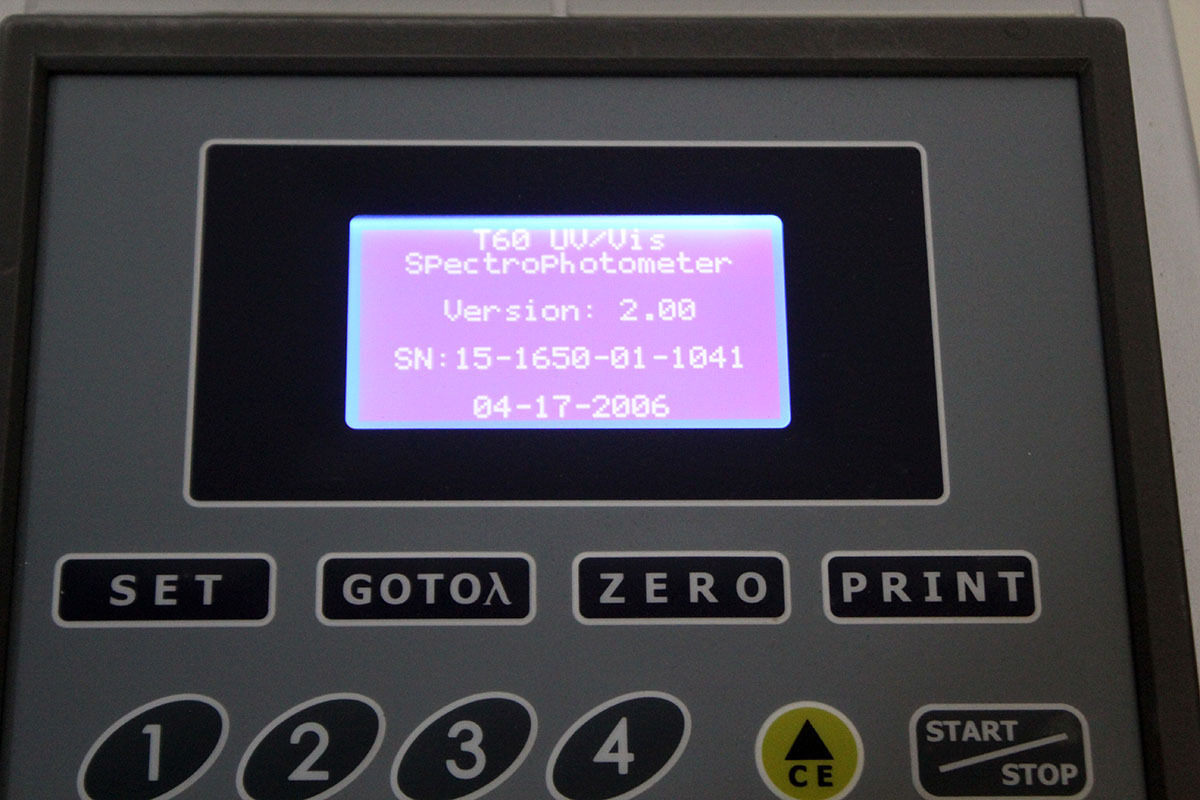 T60 UV/Vis
SPectroPhotometer
Version: 2.00
SN:15-1650-01-1041
04-17-2006
SET
GOTOλ
ZERO
PRINT
1
2
3
4
CE
START
STOP